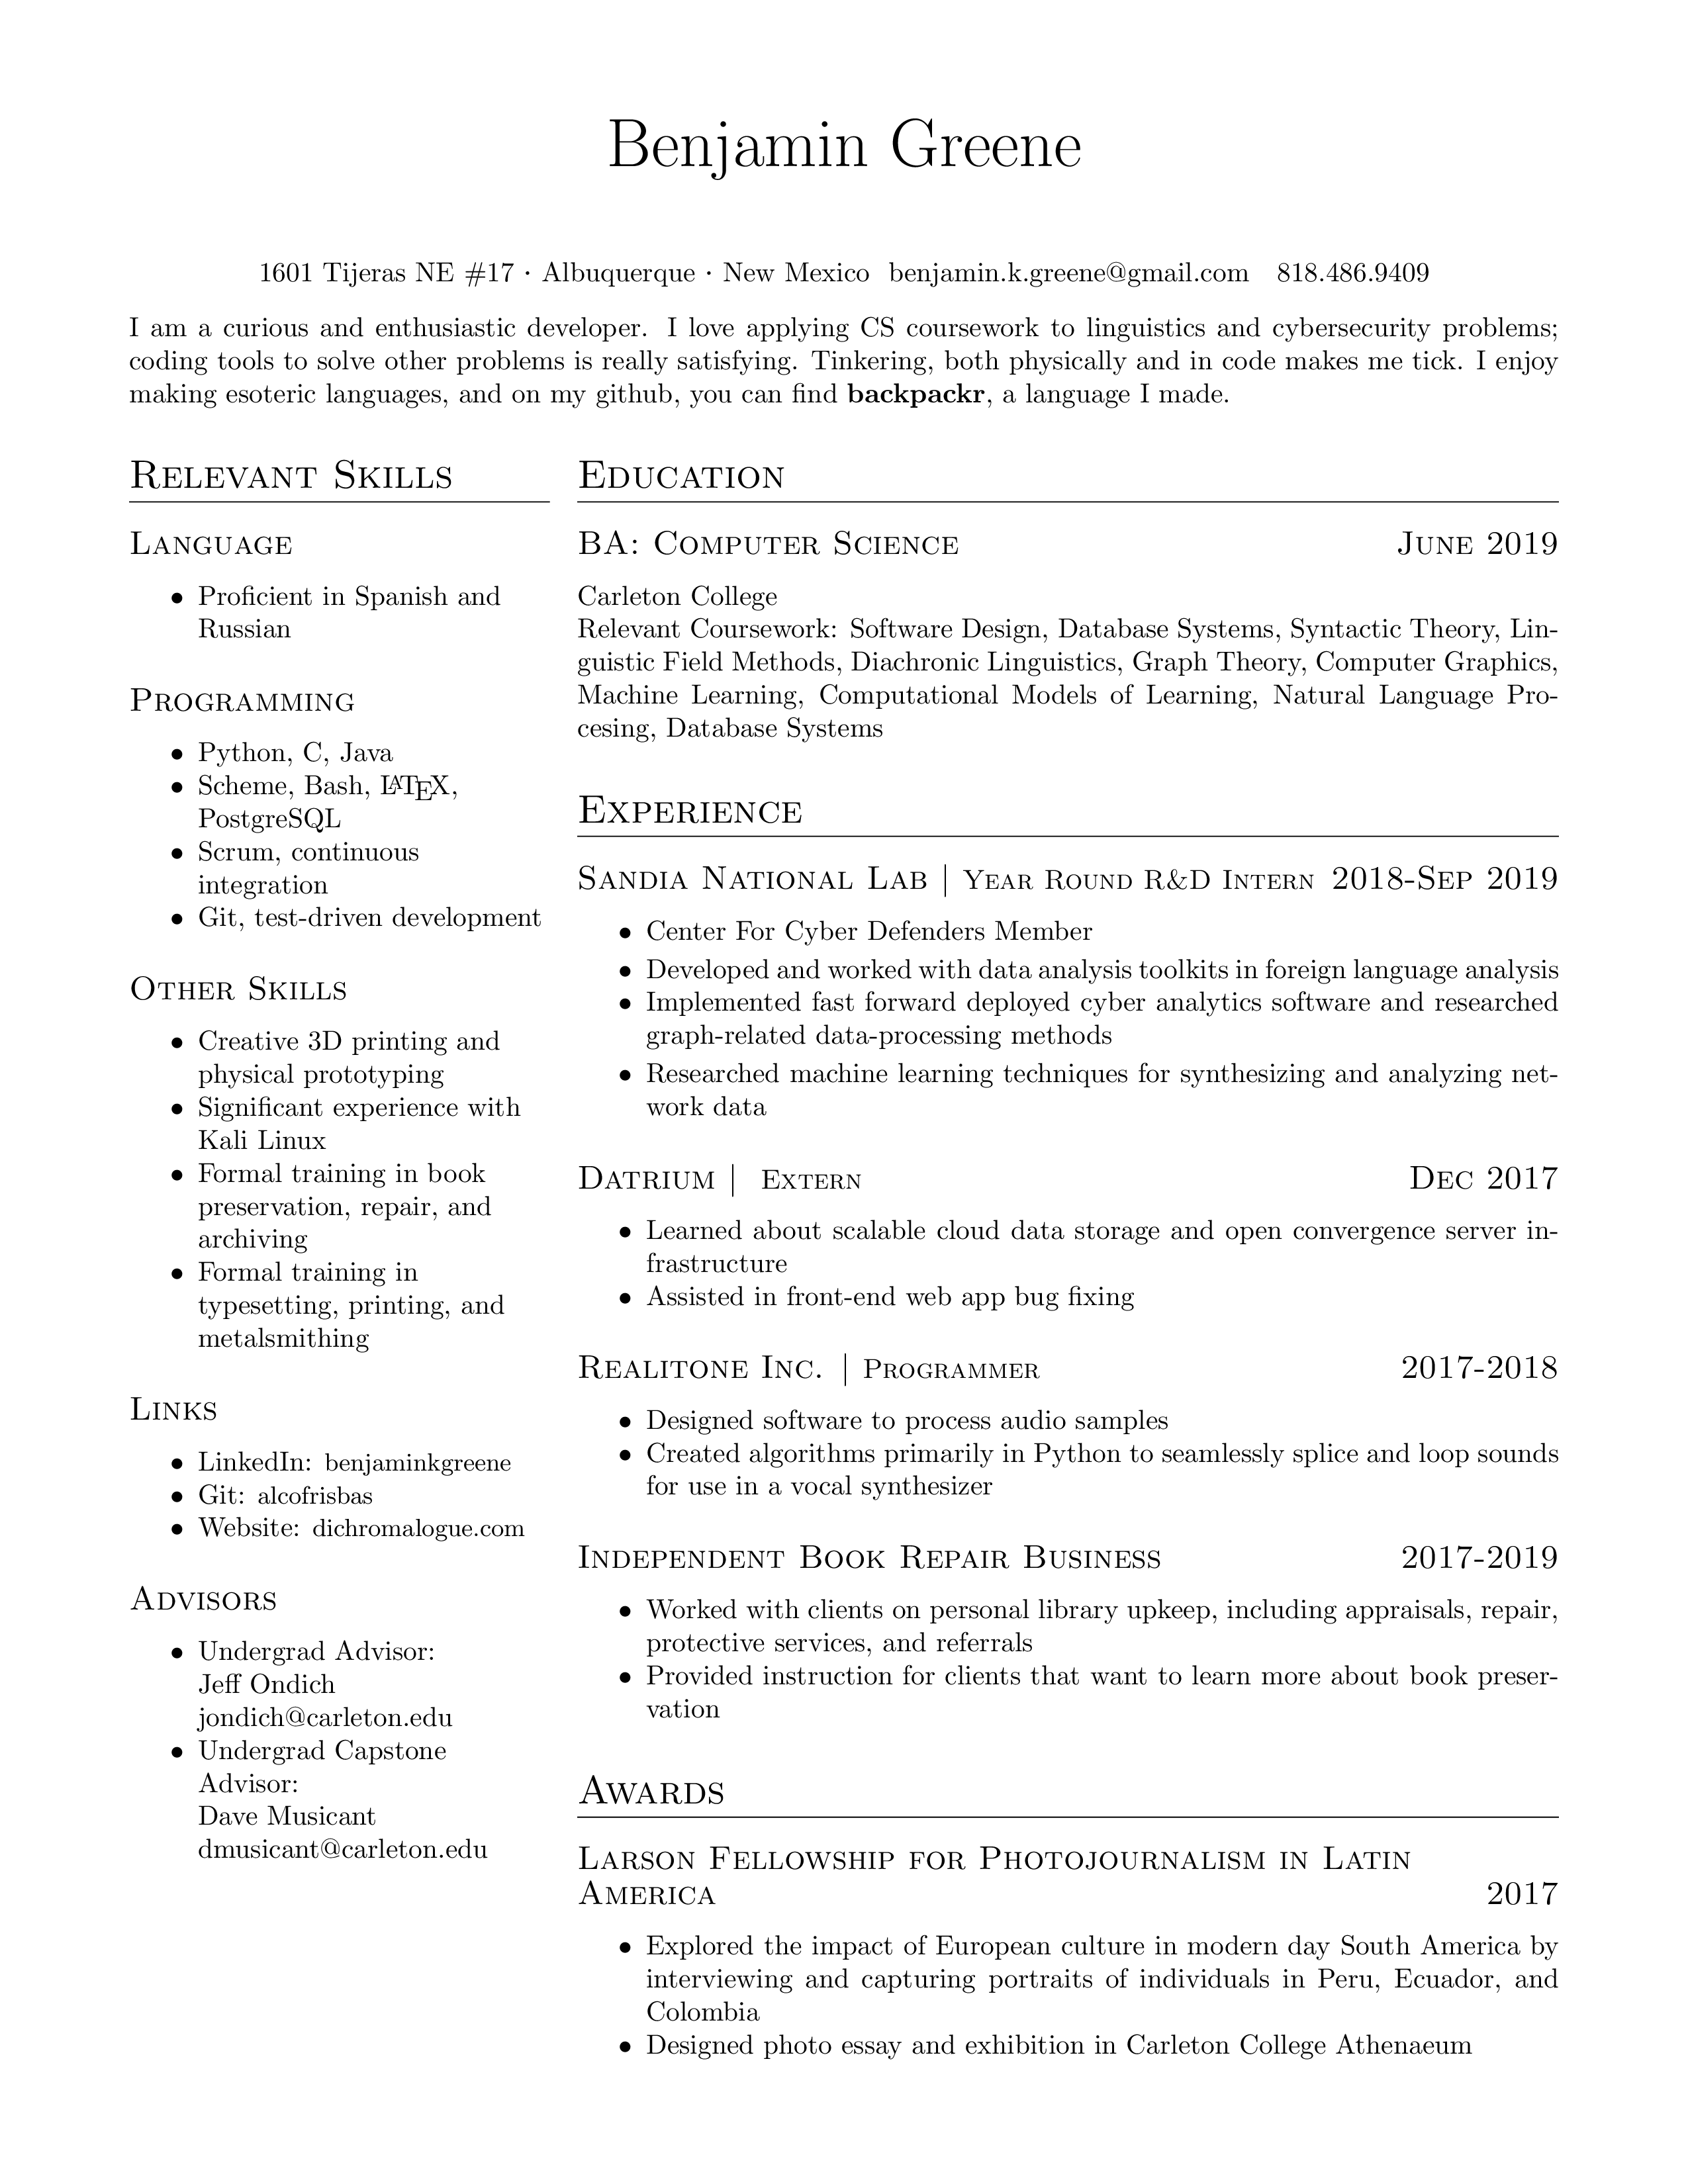 Benjamin Greene
1601 Tijeras NE #17 · Albuquerque · New Mexico benjamin.k.greene@gmail.com 818.486.9409
I am a curious and enthusiastic developer. I love applying CS coursework to linguistics and cybersecurity problems;
coding tools to solve other problems is really satisfying. Tinkering, both physically and in code makes me tick. I enjoy
making esoteric languages, and on my github, you can find backpackr, a language I made.
Relevant Skills
Language
• Proficient in Spanish and
Russian
Programming
• Python, C, Java
• Scheme, Bash, LATEX,
PostgreSQL
• Scrum, continuous
integration
• Git, test-driven development
Other Skills
• Creative 3D printing and
physical prototyping
• Significant experience with
Kali Linux
• Formal training in book
preservation, repair, and
archiving
• Formal training in
typesetting, printing, and
metalsmithing
Links
• LinkedIn: benjaminkgreene
• Git: alcofrisbas
• Website: dichromalogue.com
Advisors
• Undergrad Advisor:
Jeff Ondich
jondich@carleton.edu
• Undergrad Capstone
Advisor:
Dave Musicant
dmusicant@carleton.edu
Education
BA: Computer Science June 2019
Carleton College
Relevant Coursework: Software Design, Database Systems, Syntactic Theory, Lin-
guistic Field Methods, Diachronic Linguistics, Graph Theory, Computer Graphics,
Machine Learning, Computational Models of Learning, Natural Language Pro-
cesing, Database Systems
Experience
Sandia National Lab | Year Round R&D Intern 2018-Sep 2019
• Center For Cyber Defenders Member
• Developed and worked with data analysis toolkits in foreign language analysis
• Implemented fast forward deployed cyber analytics software and researched
graph-related data-processing methods
• Researched machine learning techniques for synthesizing and analyzing net-
work data
Datrium | Extern Dec 2017
• Learned about scalable cloud data storage and open convergence server in-
frastructure
• Assisted in front-end web app bug fixing
Realitone Inc. | Programmer 2017-2018
• Designed software to process audio samples
• Created algorithms primarily in Python to seamlessly splice and loop sounds
for use in a vocal synthesizer
Independent Book Repair Business 2017-2019
• Worked with clients on personal library upkeep, including appraisals, repair,
protective services, and referrals
• Provided instruction for clients that want to learn more about book preser-
vation
Awards
Larson Fellowship for Photojournalism in Latin
America 2017
• Explored the impact of European culture in modern day South America by
interviewing and capturing portraits of individuals in Peru, Ecuador, and
Colombia
• Designed photo essay and exhibition in Carleton College Athenaeum